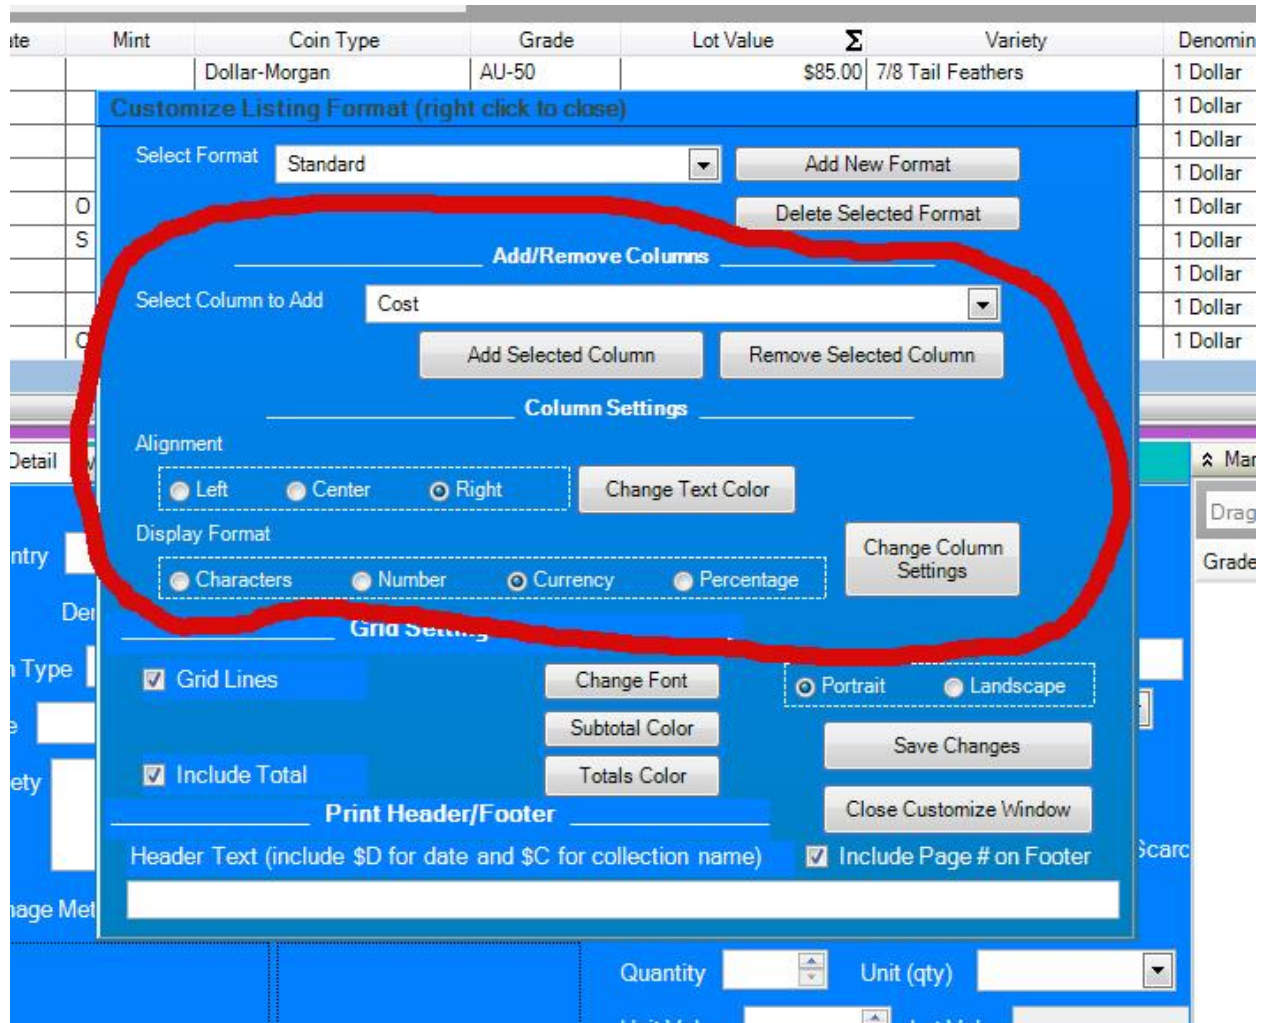 ate Mint Coin Type Grade Lot Value Σ Variety Denomin
Dollar-Morgan AU-50 $85.00 7/8 Tail Feathers 1 Dollar
Customize Listing Format (right click to close) 1 Dollar
1 Dollar
Select Format Standard Add New Format 1 Dollar
O Delete Selected Format 1 Dollar
S 1 Dollar
Add/Remove Columns
1 Dollar
Select Column to Add Cost 1 Dollar
Add Selected Column Remove Selected Column 1 Dollar
Column Settings
Alignment
Detail Mar
Left Center Right Change Text Color
Drag
Display Format
ntry Change Column Settings Grade
Characters Number Currency Percentage
Der
Grid Setting
n Type Grid Lines Change Font Portrait Landscape
e Subtotal Color Save Changes
ety Include Total Totals Color
Print Header/Footer Close Customize Window
Header Text (include $D for date and $C for collection name) Include Page # on Footer Scarc
nage Met
Quantity Unit (qty)